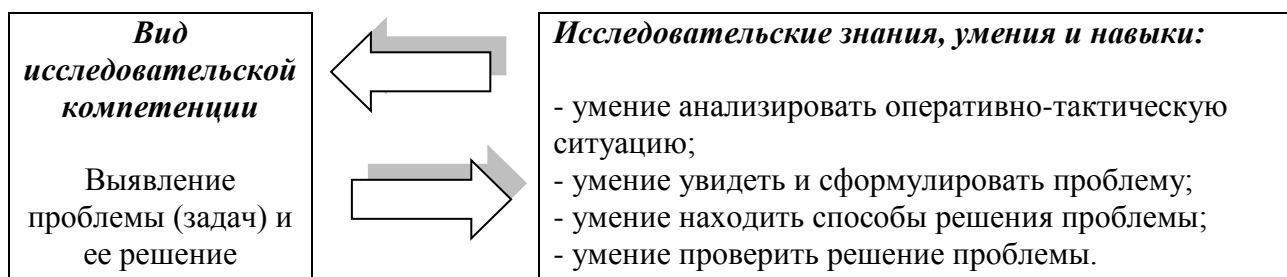 Вид
исследовательской
компетенции
Выявление
проблемы (задач) и
ее решение
Исследовательские знания, умения и навыки:
- умение анализировать оперативно-тактическую
ситуацию;
- умение увидеть и сформулировать проблему;
- умение находить способы решения проблемы;
- умение проверить решение проблемы.